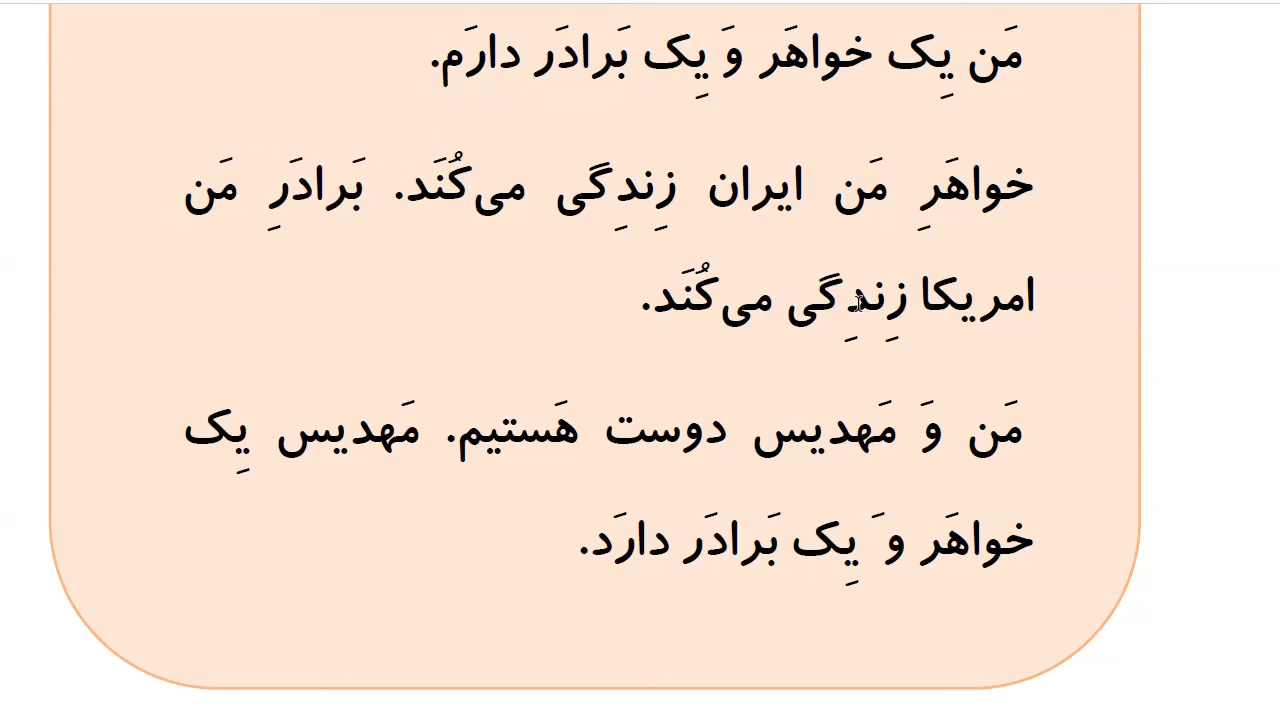 مَن یِک خواهَر وَ یِک بَرادَر دارَم.
خواهَرِ مَن ایران زِندِگی می‌کُنَد. بَرادَرِ مَن
امریکا زِندِگی می‌کُنَد.
مَن وَ مَهدیس دوست هَستیم. مَهدیس یِک
خواهَر و َ یِک بَرادَر دارَد.